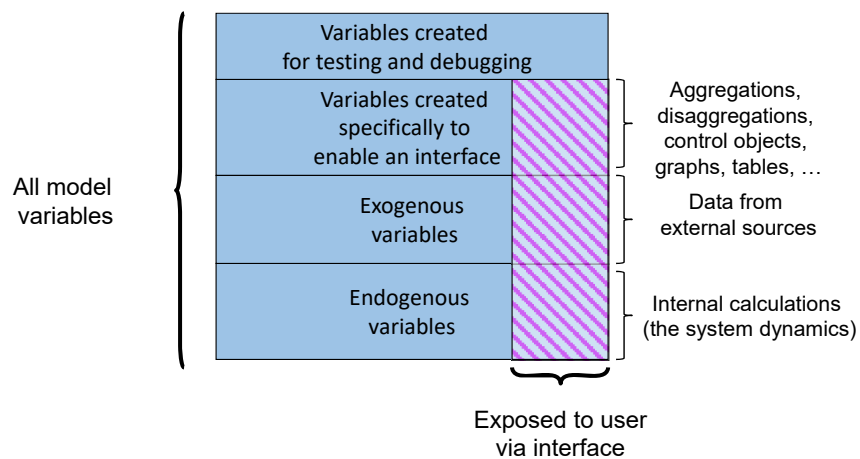 Variables created
for testing and debugging
Variables created
specifically to
enable an interface
Aggregations,
disaggregations,
control objects,
graphs, tables, …
All model
variables
Exogenous
variables
Data from
external sources
Endogenous
variables
Internal calculations
(the system dynamics)
Exposed to user
via interface